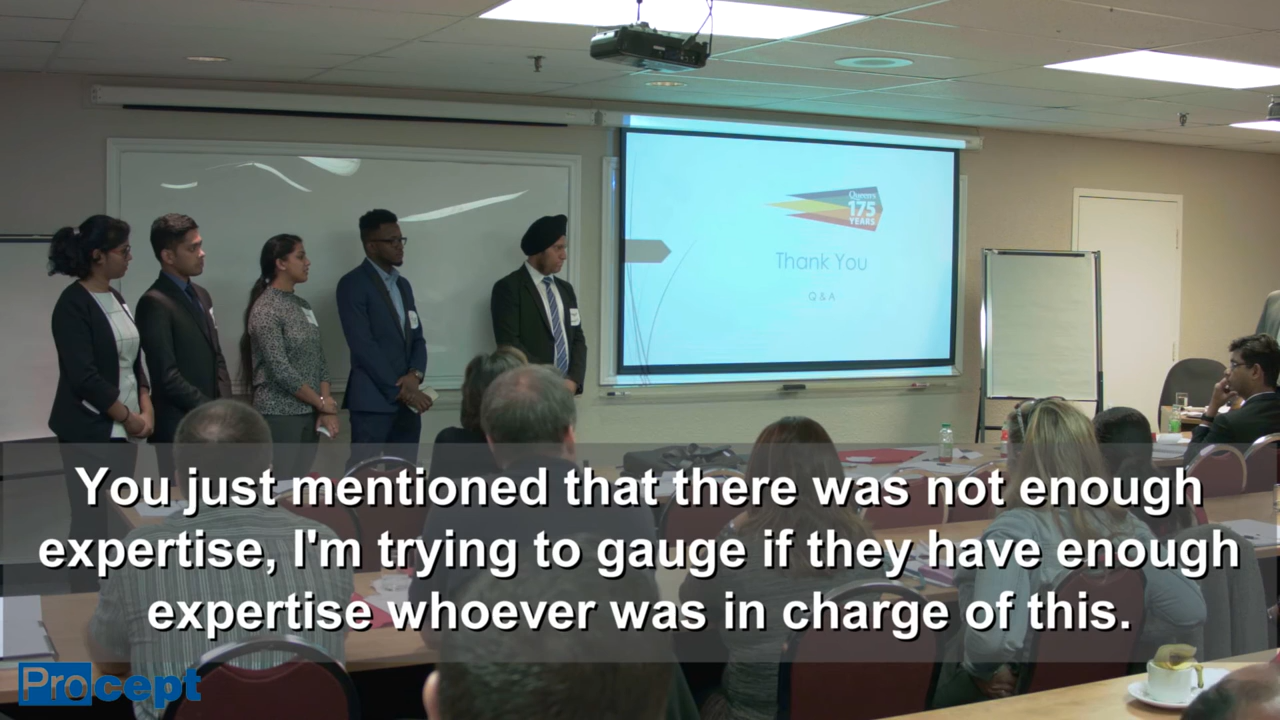 Queen's
175
YEARS
Thank You
Q & A
You just mentioned that there was not enough
expertise, I'm trying to gauge if they have enough
expertise whoever was in charge of this.
Procept